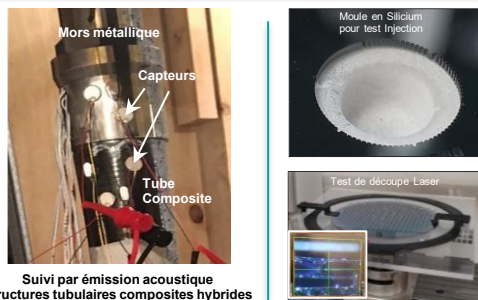 Mors métallique
Capteurs
Tube
Composite
Suivi par émission acoustique
ructures tubulaires composites hybrides
Moule en Silicium
pour test Injection
Test de découpe Laser